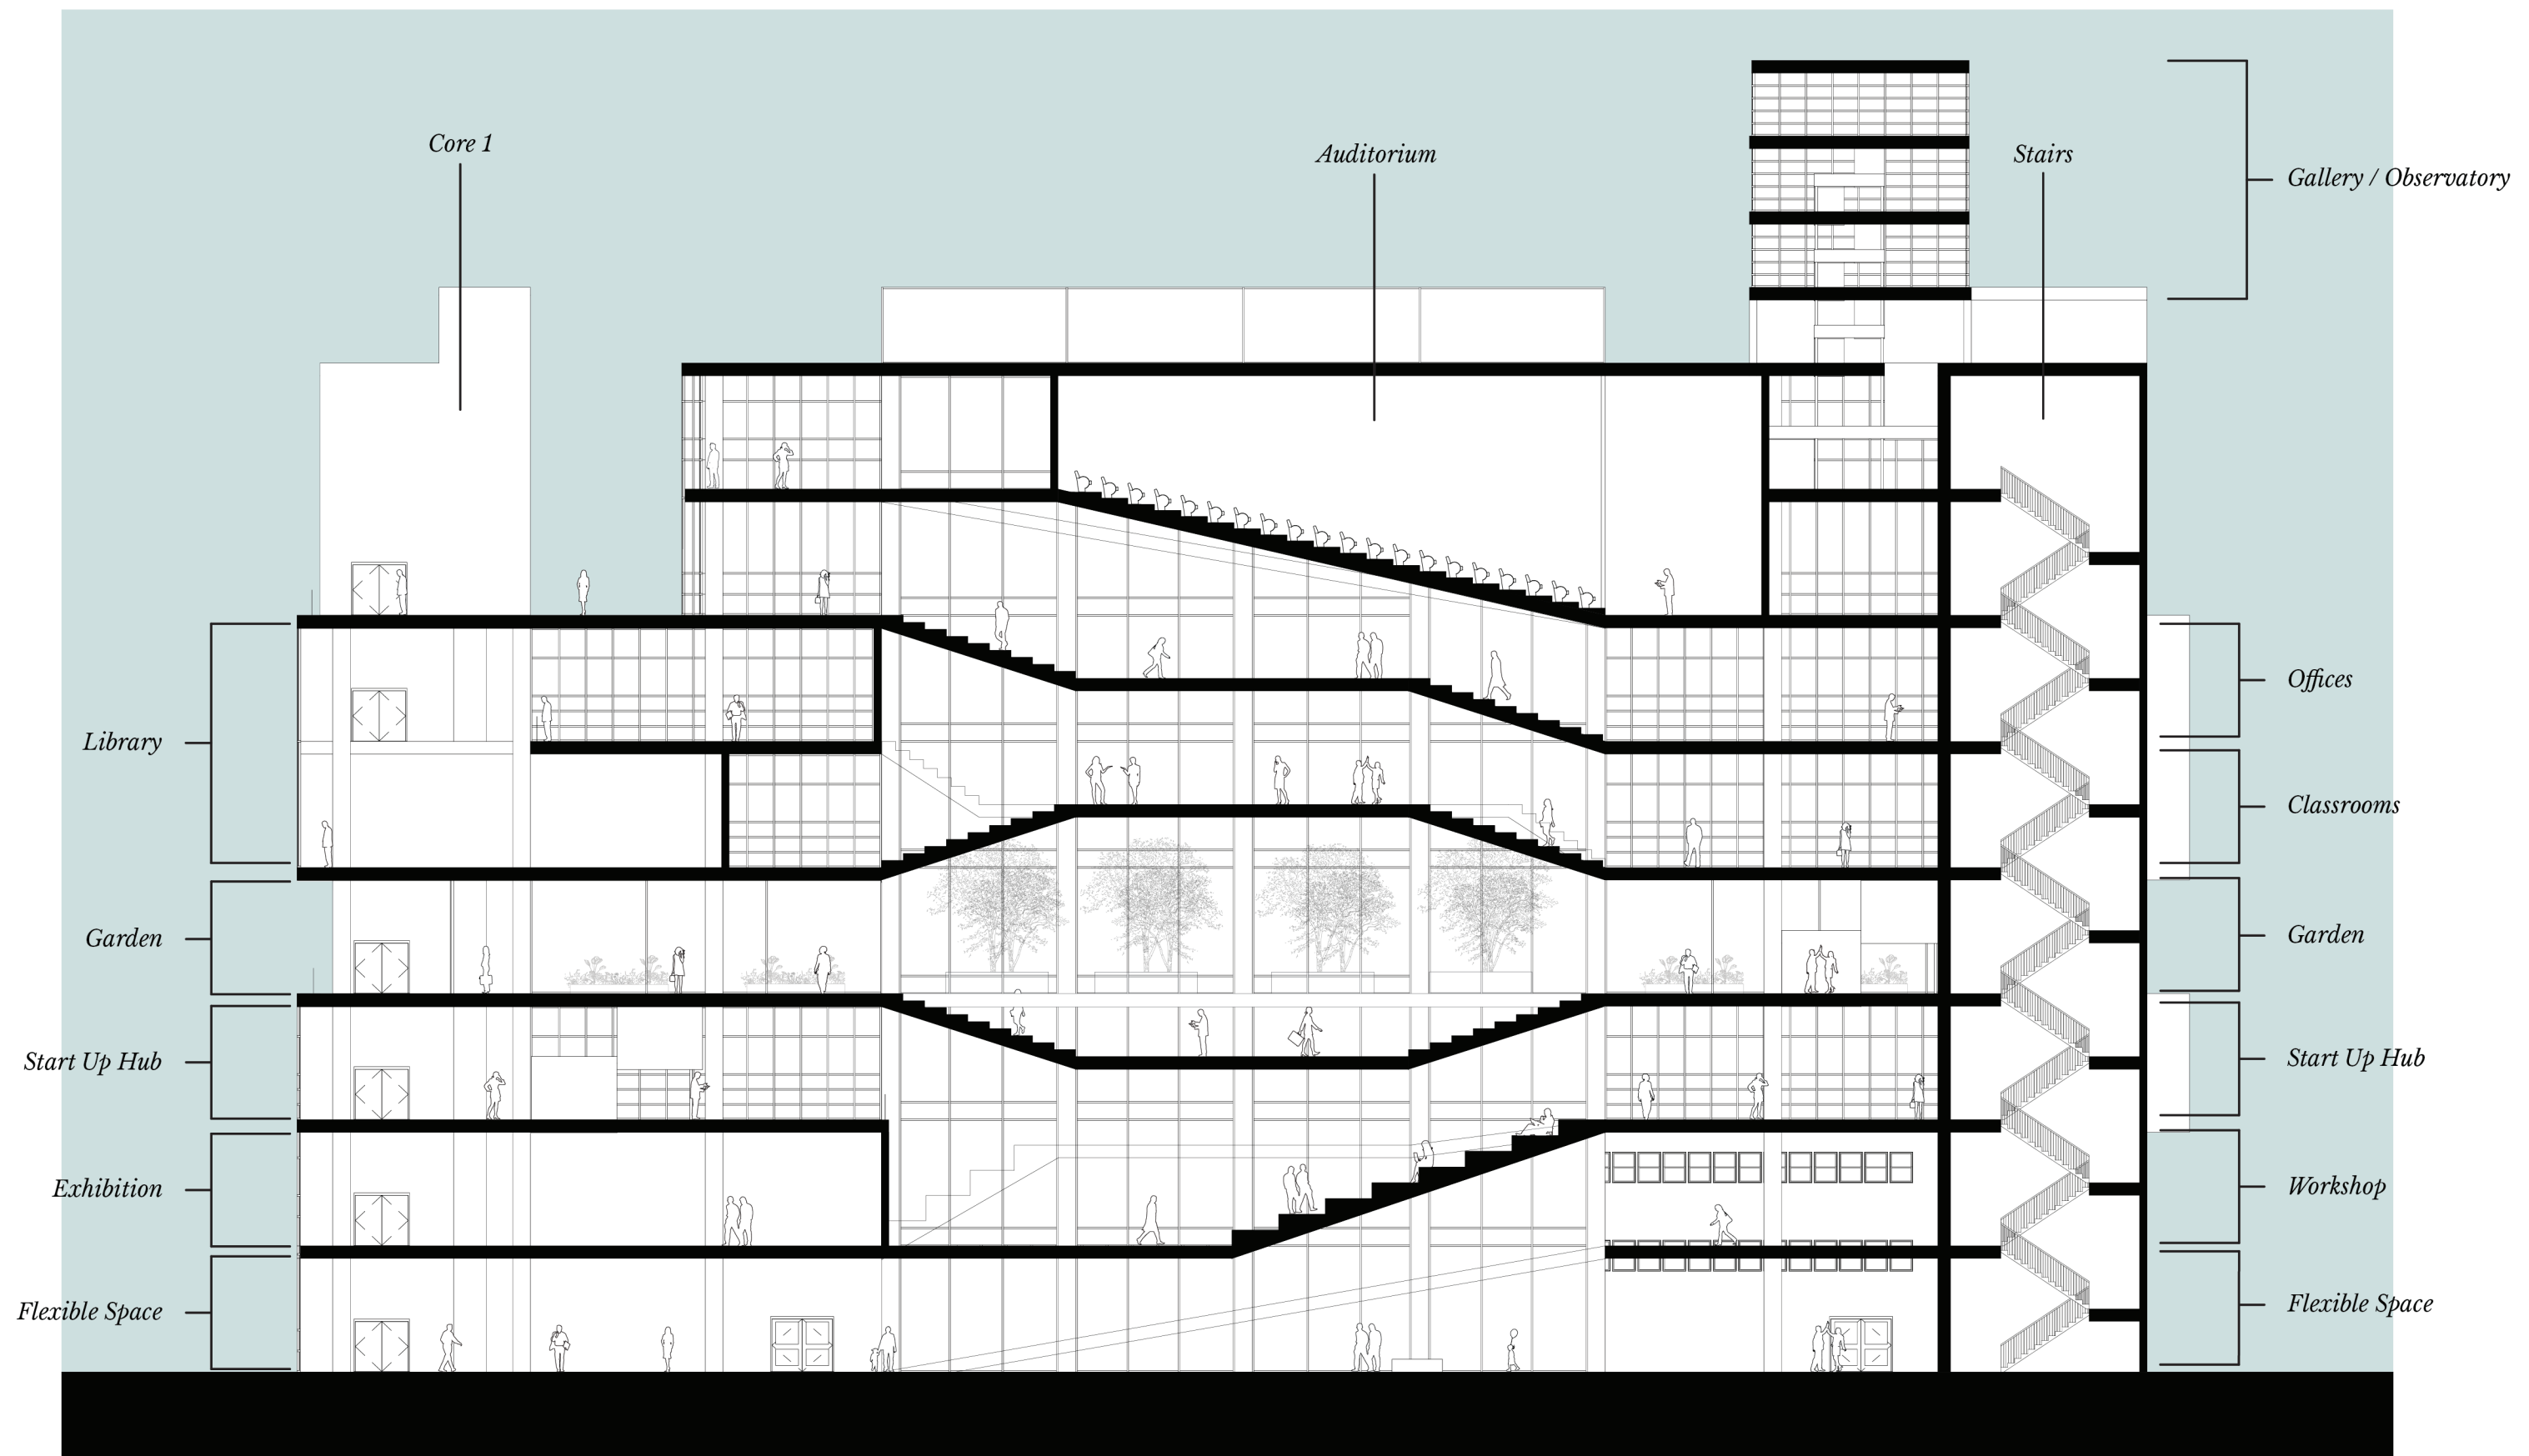 Core 1
Auditorium
Stairs
Gallery / Observatory
Library
Garden
Start Up Hub
Exhibition
Flexible Space
Offices
Classrooms
Garden
Start Up Hub
Workshop
Flexible Space